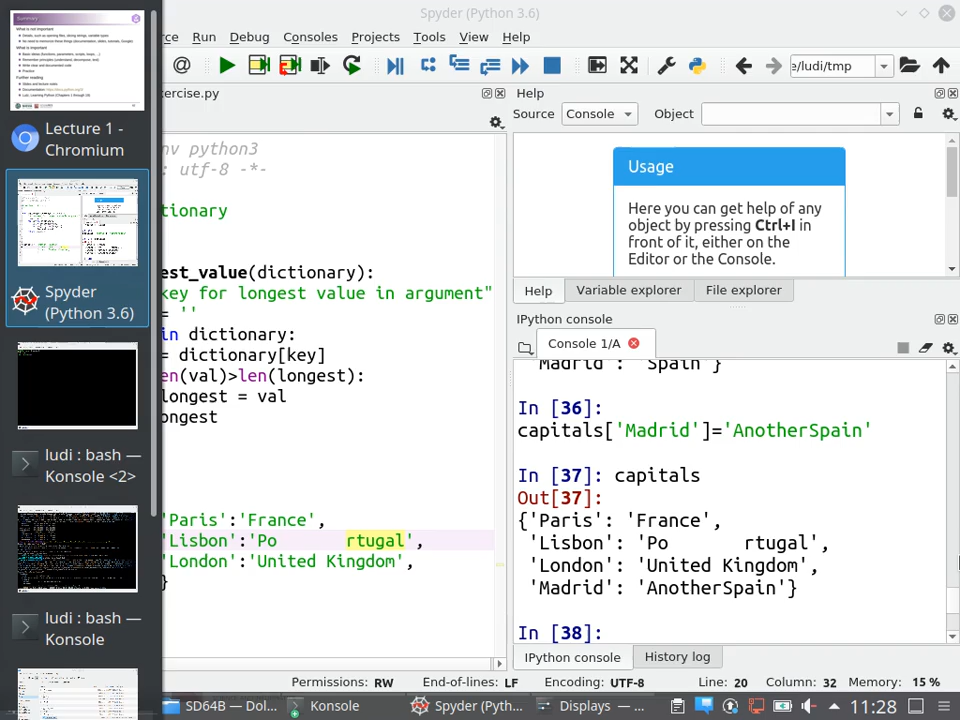 Spyder (Python 3.6)
Summary
rce Run Debug Consoles Projects Tools View Help
e/ludi/tmp
Lecture 1 -
Chromium
Spyder
(Python 3.6)
ludi : bash —
Konsole <2>
ludi : bash —
Konsole
xercise.py
nv python3
: utf-8 -*-
tionary
est_value(dictionary):
key for longest value in argument"
= ''
in dictionary:
= dictionary[key]
en(val)>len(longest):
longest = val
ongest
'Paris':'France',
'Lisbon':'Po       rtugal',
'London':'United Kingdom',
}
Help
Source Console Object
Usage
Here you can get help of any
object by pressing Ctrl+I in
front of it, either on the
Editor or the Console.
Help Variable explorer File explorer
IPython console
Console 1/A
'Madrid': 'Spain'}
In [36]:
capitals['Madrid']='AnotherSpain'
In [37]: capitals
Out[37]:
{'Paris': 'France',
'Lisbon': 'Po       rtugal',
'London': 'United Kingdom',
'Madrid': 'AnotherSpain'}
In [38]:
IPython console History log
Permissions: RW End-of-lines: LF Encoding: UTF-8 Line: 20 Column: 32 Memory: 15 %
SD64B — Dol... Konsole Spyder (Pyth... Displays — ... 11:28